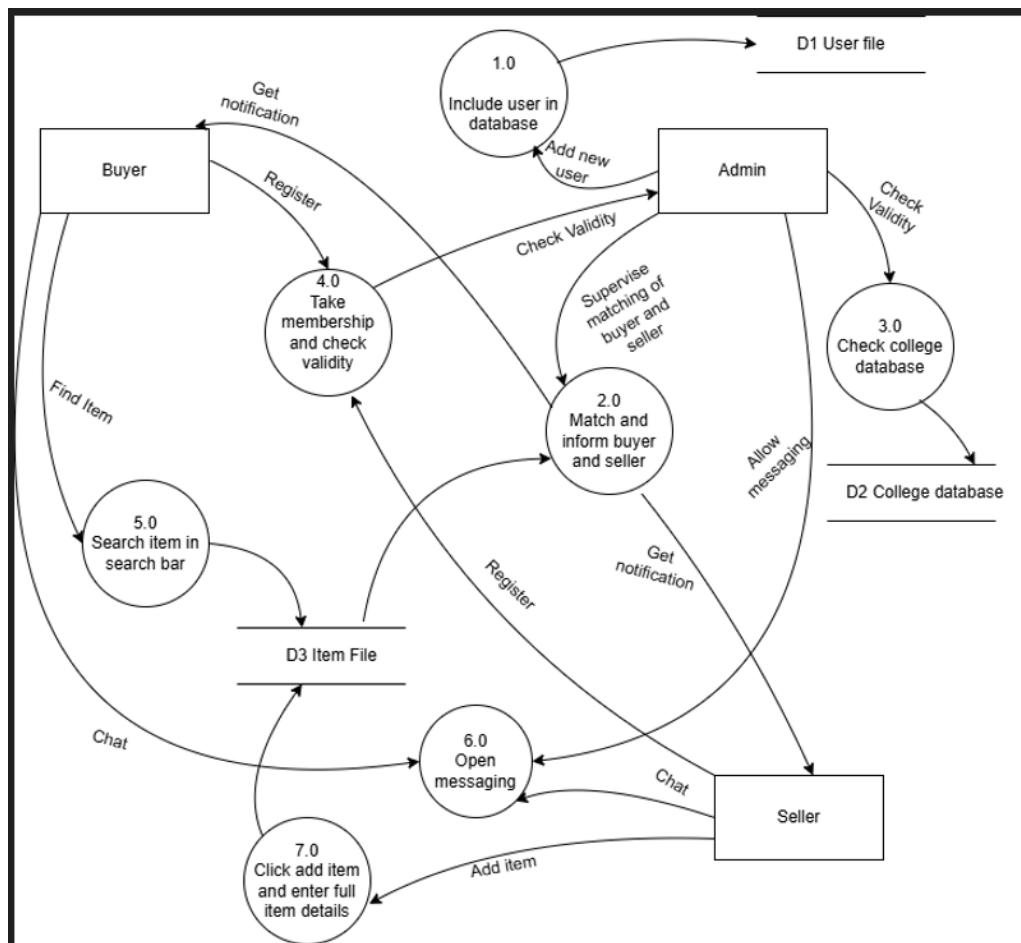 D1 User file
1.0
Include user in
database
Get
notification
Buyer
Add new
user
Admin
Register
Check
Validity
Check Validity
4.0
Take
membership
and check
validity
Supervise
matching of
buyer and
seller
3.0
Check college
database
Find Item
2.0
Match and
inform buyer
and seller
Allow
messaging
D2 College database
5.0
Search item in
search bar
Get
notification
Register
D3 Item File
Chat
6.0
Open
messaging
Chat
Seller
7.0
Click add item
and enter full
item details
Add item